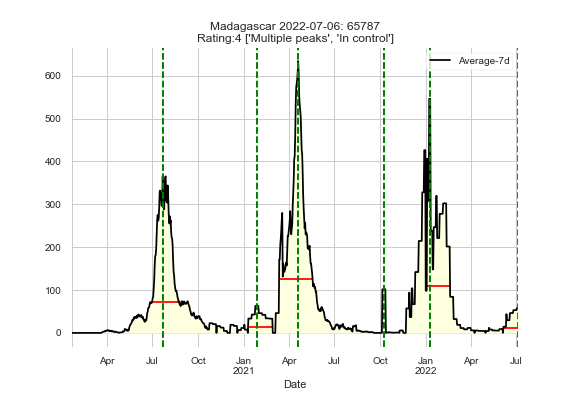 Madagascar 2022-07-06: 65787
Rating:4 ['Multiple peaks', 'In control']
Average-7d
600
500
400
300
200
100
0
Apr Jul Oct Jan Apr Jul Oct Jan Apr Jul
2021 2022
Date